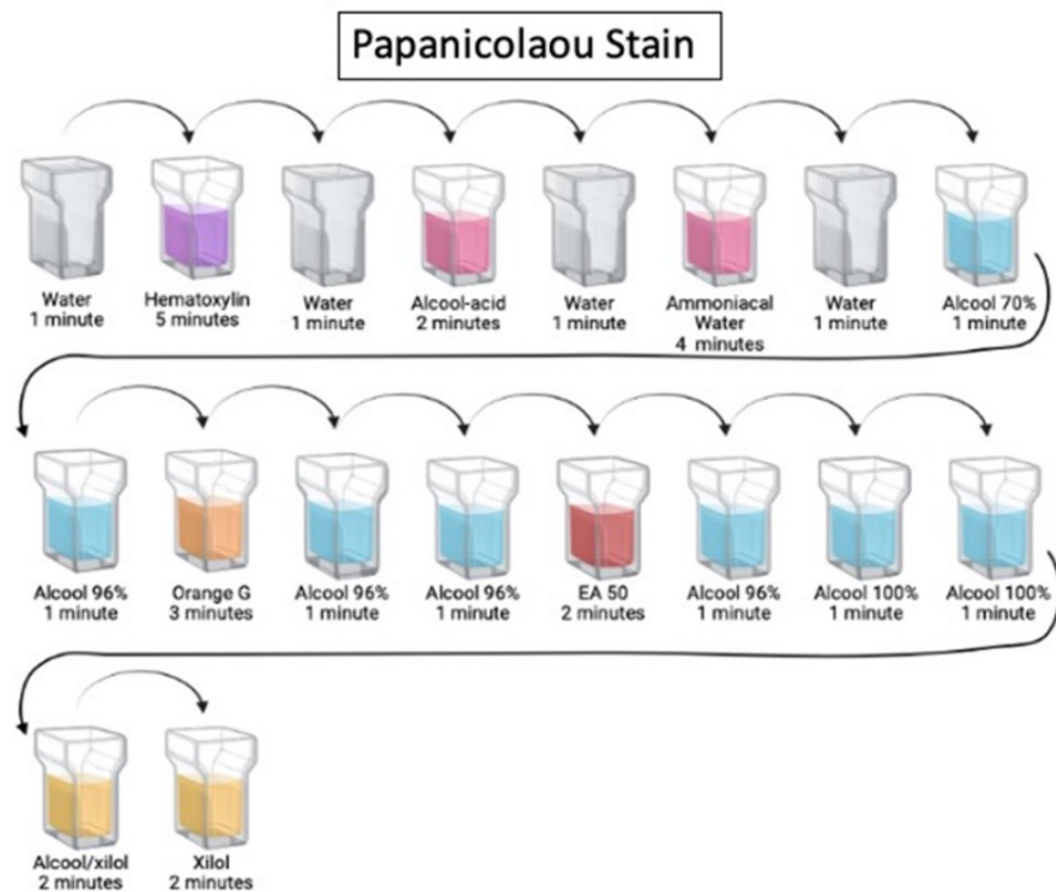 Papanicolaou Stain
Water
1 minute
Hematoxylin
5 minutes
Water
1 minute
Alcool-acid
2 minutes
Water
1 minute
Ammoniacal
Water
4 minutes
Water
1 minute
Alcool 70%
1 minute
Alcool 96%
1 minute
Orange G
3 minutes
Alcool 96%
1 minute
Alcool 96%
1 minute
EA 50
2 minutes
Alcool 96%
1 minute
Alcool 100%
1 minute
Alcool 100%
1 minute
Alcool/xilol
2 minutes
Xilol
2 minutes